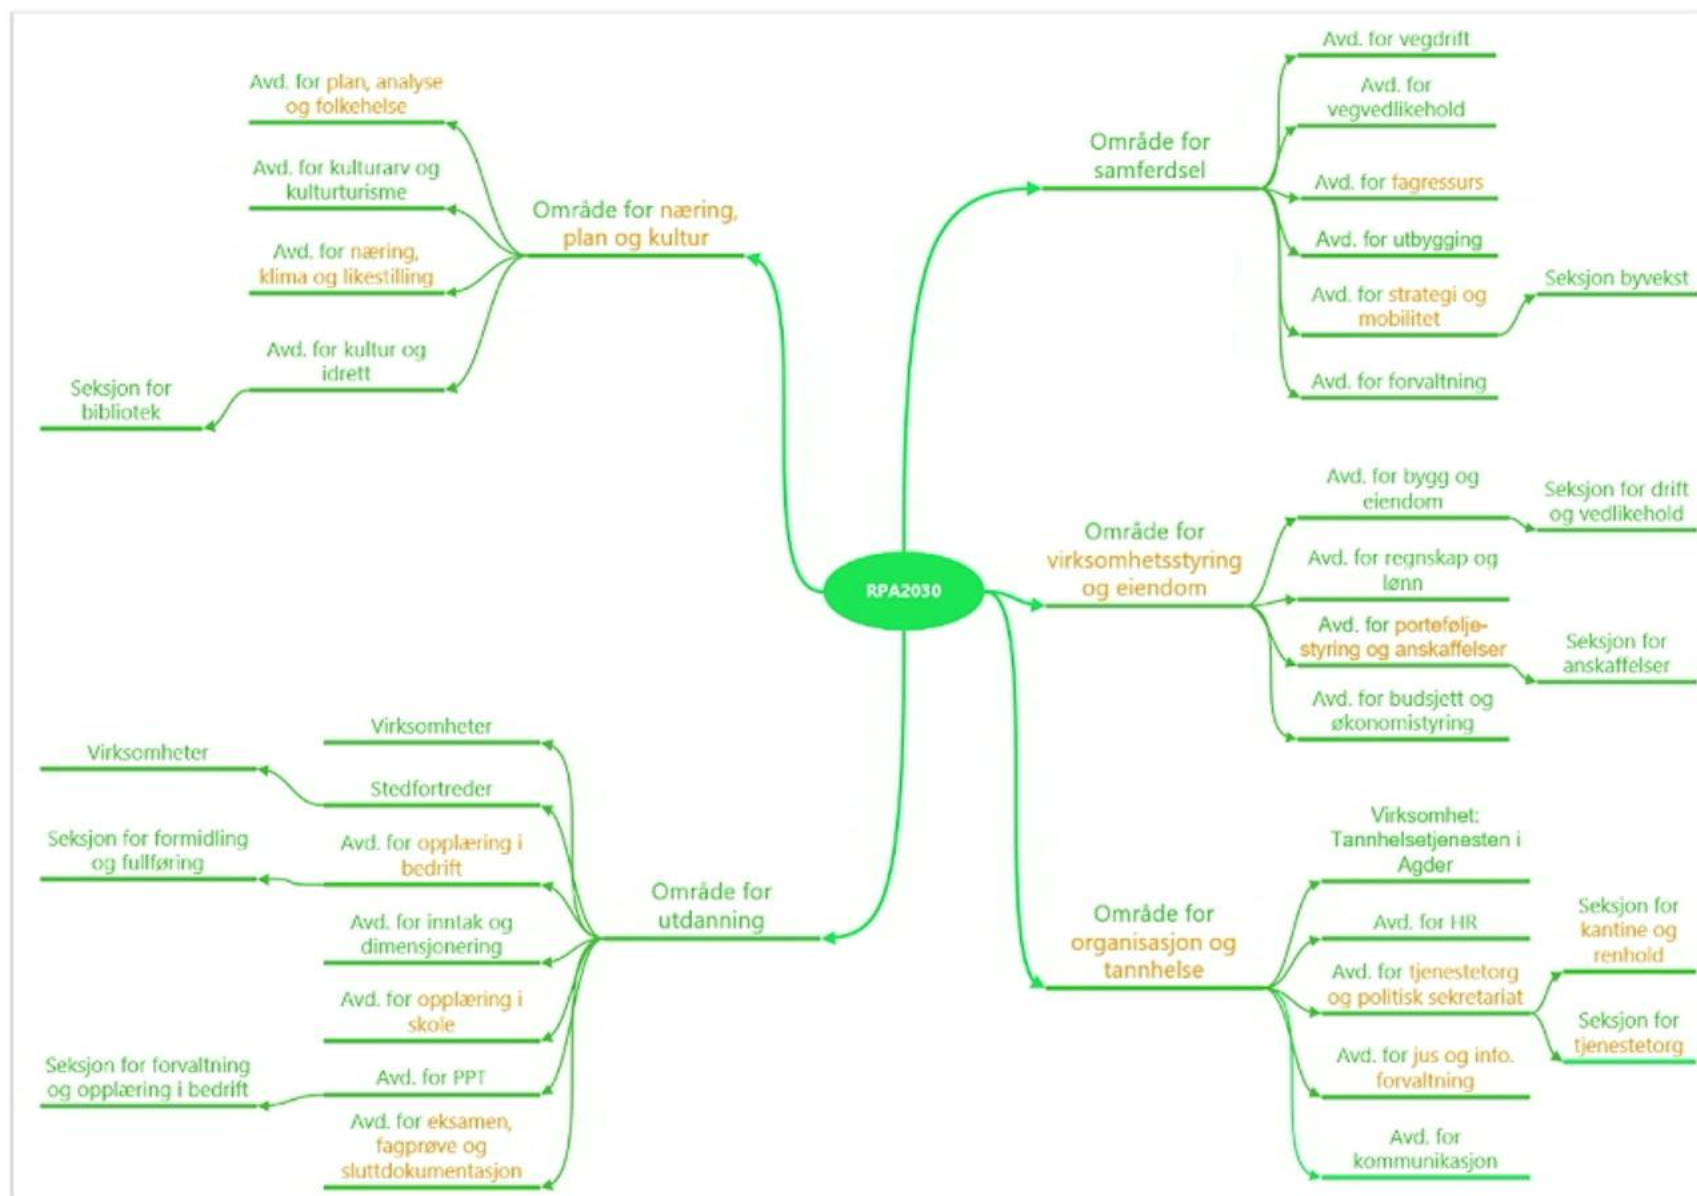 Avd. for plan, analyse
og folkehelse
Avd. for kulturarv og
kulturturisme
Avd. for næring,
klima og likestilling
Avd. for kultur og
idrett
Seksjon for
bibliotek
Område for næring,
plan og kultur
Område for
samferdsel
Avd. for vegdrift
Avd. for
vegvedlikehold
Avd. for fagressurs
Avd. for utbygging
Avd. for strategi og
mobilitet
Seksjon byvekst
Avd. for forvaltning
RPA2030
Område for
virksomhetsstyring
og eiendom
Avd. for bygg og
eiendom
Seksjon for drift
og vedlikehold
Avd. for regnskap og
lønn
Avd. for portefølje-
styring og anskaffelser
Seksjon for
anskaffelser
Avd. for budsjett og
økonomistyring
Virksomheter
Virksomheter
Stedfortreder
Seksjon for formidling
og fullføring
Avd. for opplæring i
bedrift
Avd. for inntak og
dimensjonering
Avd. for opplæring i
skole
Seksjon for forvaltning
og opplæring i bedrift
Avd. for PPT
Avd. for eksamen,
fagprøve og
sluttdokumentasjon
Område for
utdanning
Område for
organisasjon og
tannhelse
Virksomhet:
Tannhelsetjenesten i
Agder
Avd. for HR
Avd. for tjenestetorg
og politisk sekretariat
Seksjon for
kantine og
renhold
Seksjon for
tjenestetorg
Avd. for jus og info.
forvaltning
Avd. for
kommunikasjon